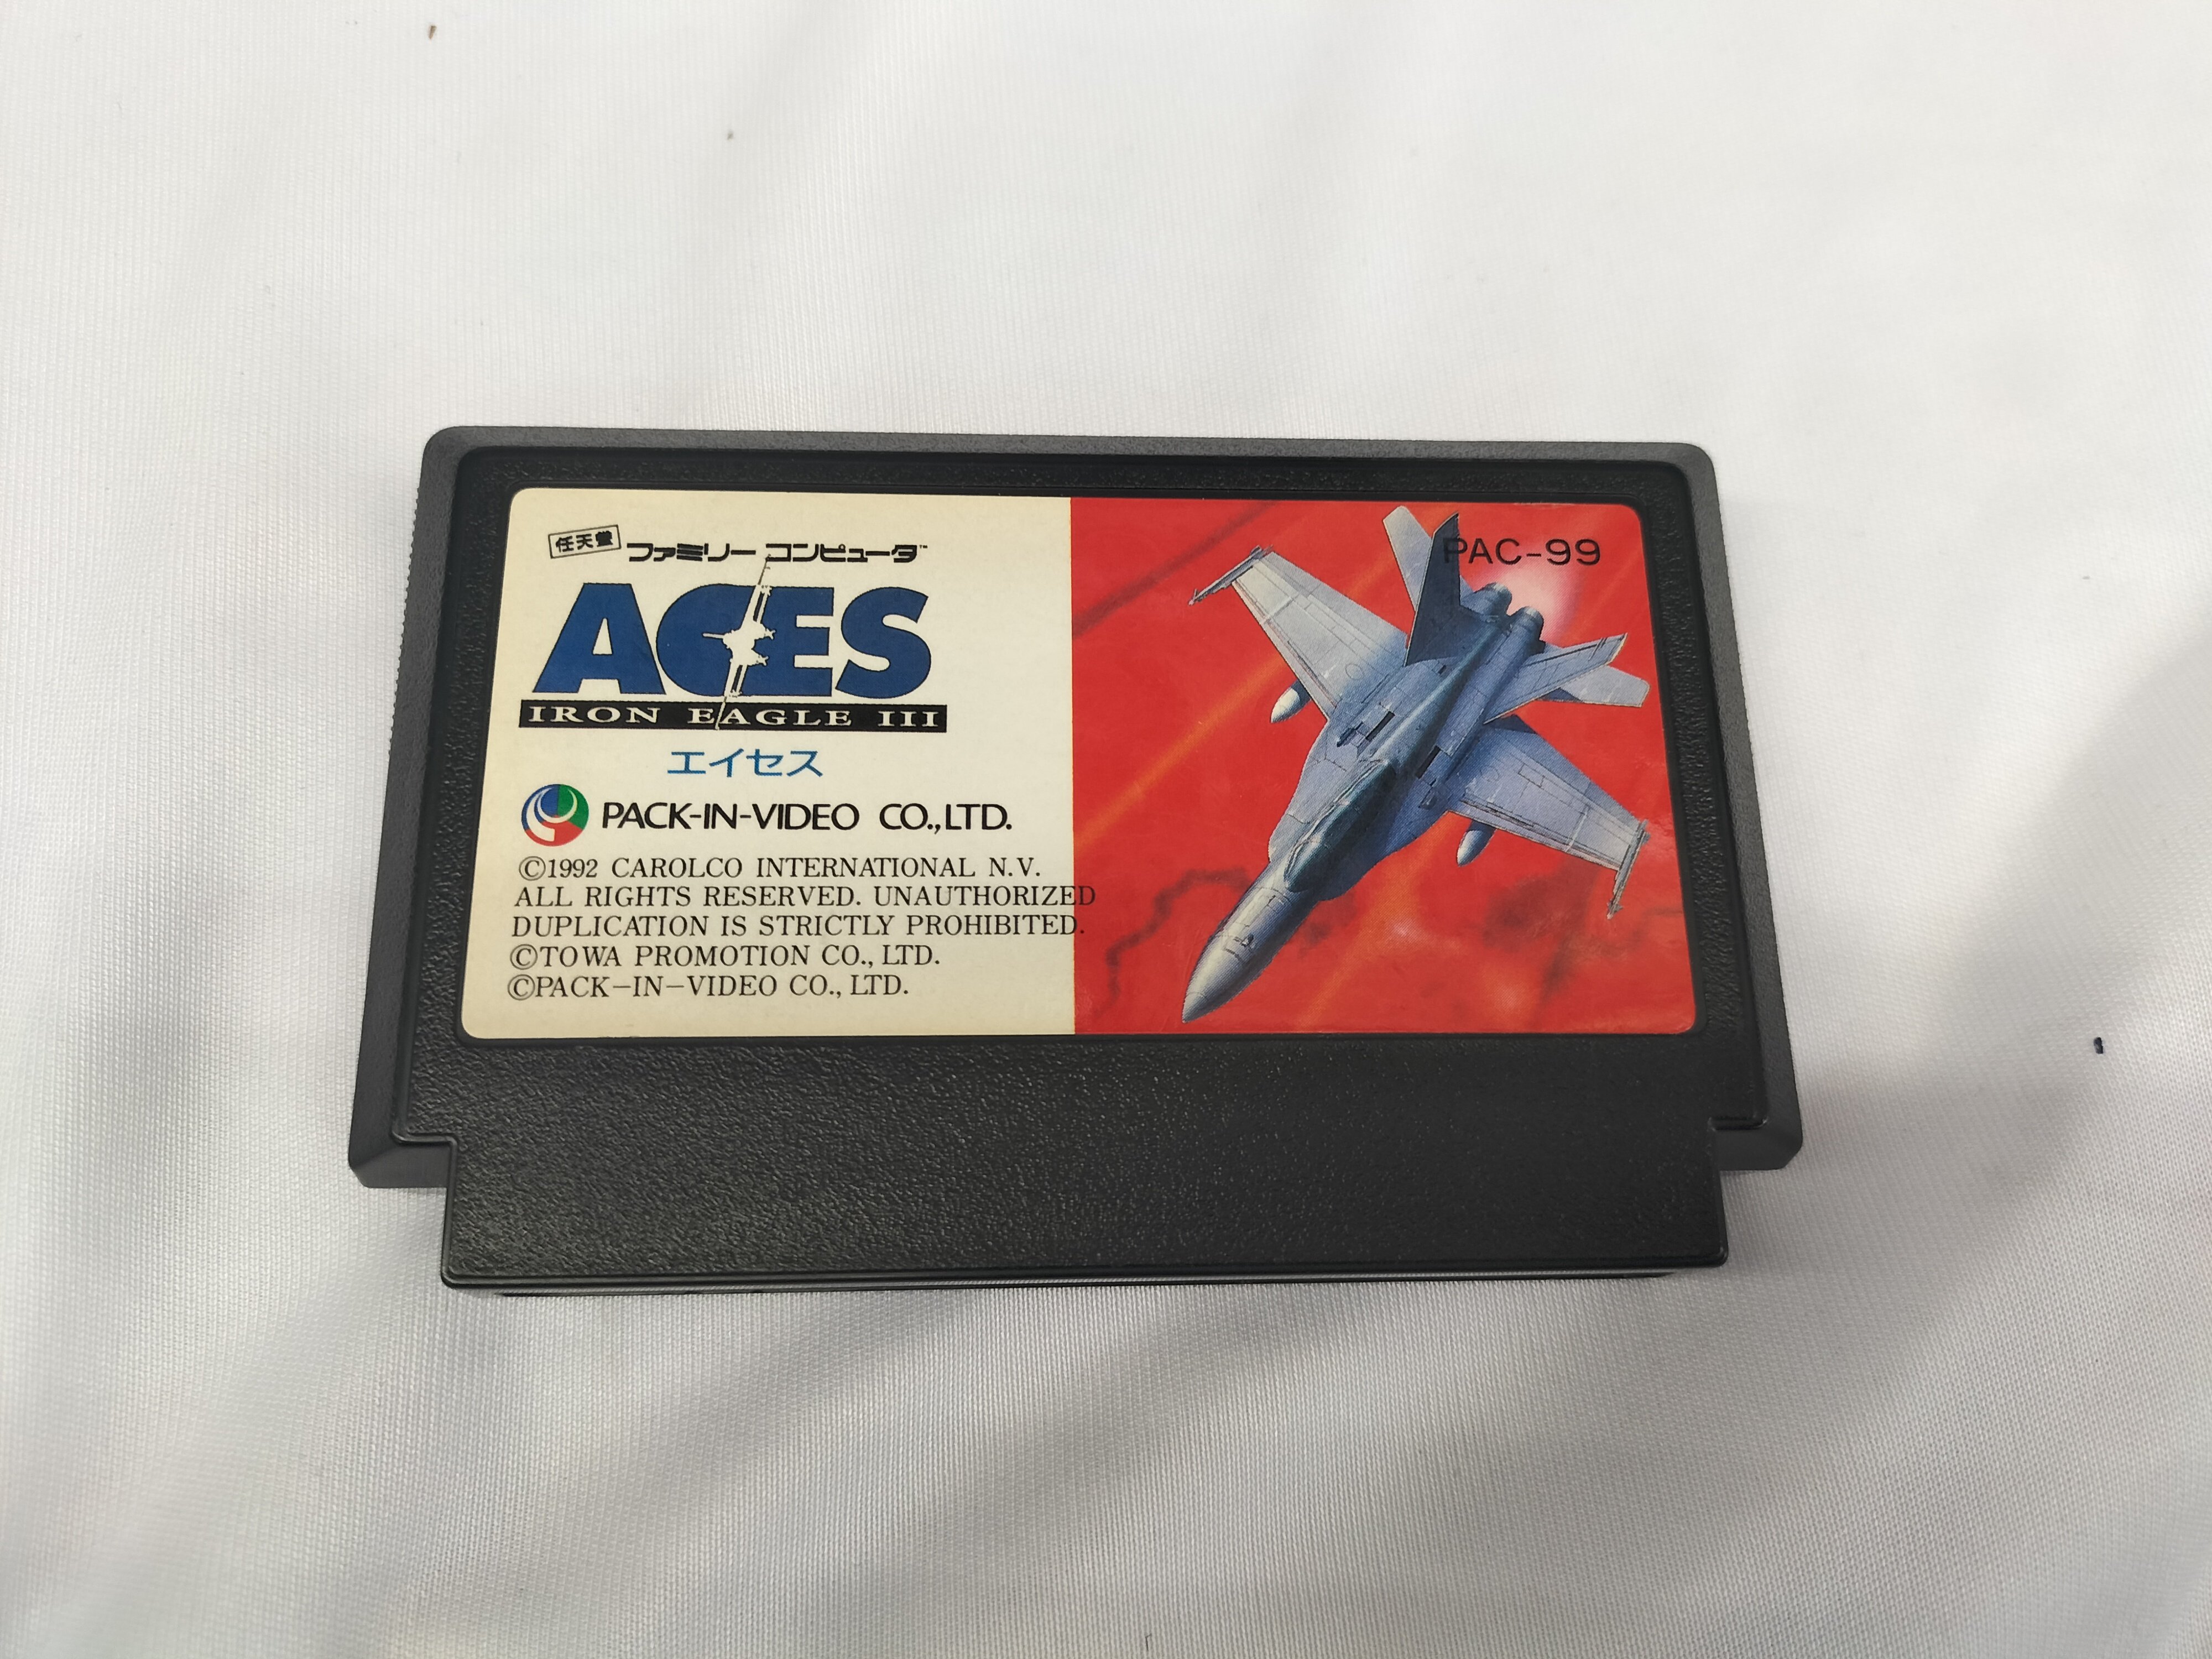 任天堂 ファミリー コンピュータ™
PAC-99
ACES
IRON EAGLE III
エイセス
PACK-IN-VIDEO CO.,LTD.
©1992 CAROLCO INTERNATIONAL N.V.
ALL RIGHTS RESERVED. UNAUTHORIZED
DUPLICATION IS STRICTLY PROHIBITED.
©TOWA PROMOTION CO., LTD.
©PACK-IN-VIDEO CO., LTD.